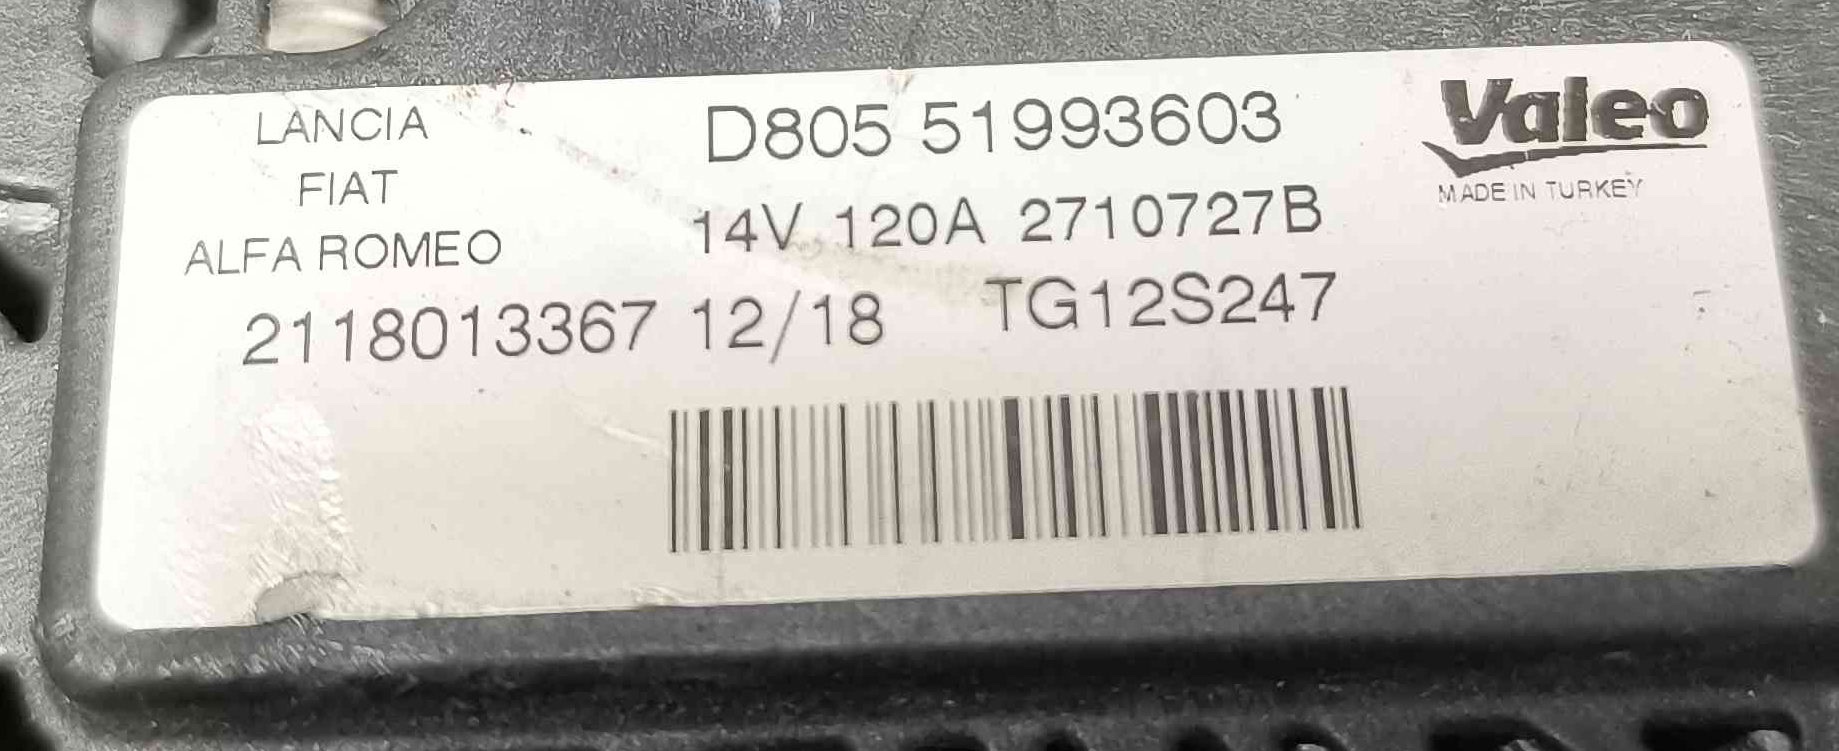 LANCIA
FIAT
ALFA ROMEO
D805 51993603
14V 120A 2710727B
2118013367 12/18 TG12S247
Valeo
MADE IN TURKEY